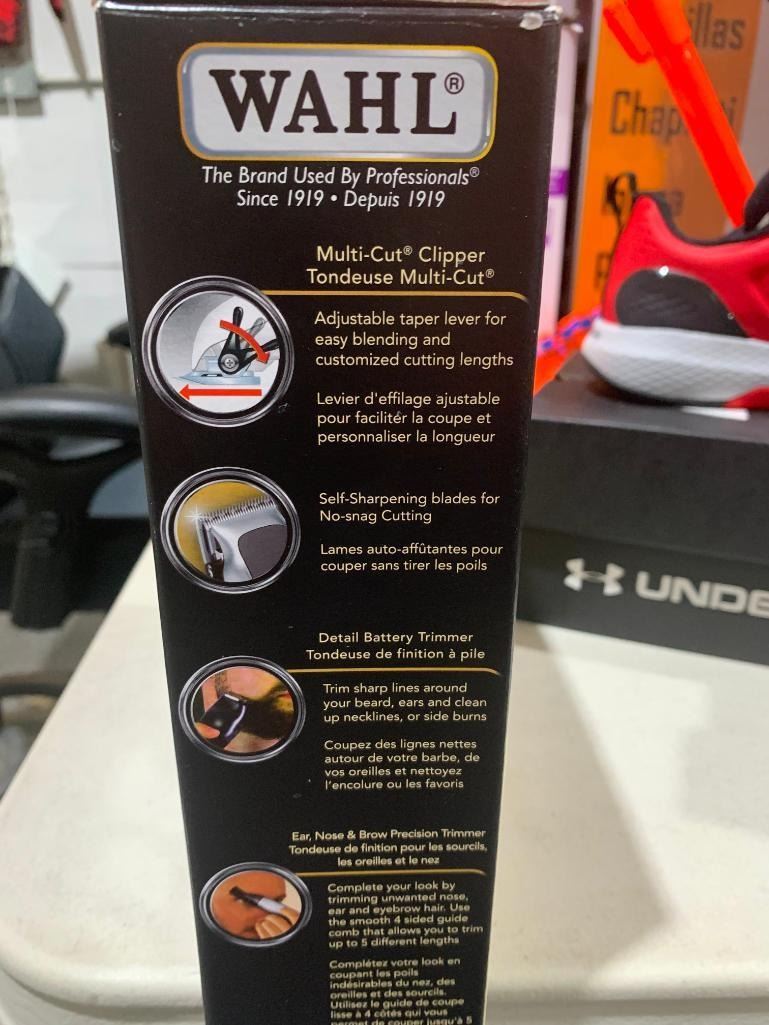 WAHL®
The Brand Used By Professionals®
Since 1919 • Depuis 1919
Multi-Cut® Clipper
Tondeuse Multi-Cut®
Adjustable taper lever for
easy blending and
customized cutting lengths
Levier d'effilage ajustable
pour faciliter la coupe et
personnaliser la longueur
Self-Sharpening blades for
No-snag Cutting
Lames auto-affûtantes pour
couper sans tirer les poils
Detail Battery Trimmer
Tondeuse de finition à pile
Trim sharp lines around
your beard, ears and clean
up necklines, or side burns
Coupez des lignes nettes
autour de votre barbe, de
vos oreilles et nettoyez
l'encolure ou les favoris
Ear, Nose & Brow Precision Trimmer
Tondeuse de finition pour les sourcils,
les oreilles et le nez
Complete your look by
trimming unwanted nose,
ear and eyebrow hair. Use
the smooth 4 sided guide
comb that allows you to trim
up to 5 different lengths
Complétez votre look en
coupant les poils
indésirables du nez, des
oreilles et des sourcils.
Utilisez le guide de coupe
lisse à 4 côtés qui vous
permet de couper jusqu'à 5
illas
Chap
UNDE